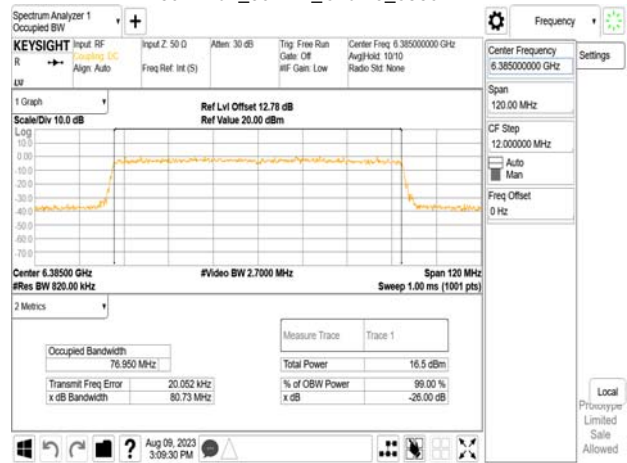 Spectrum Analyzer 1
Occupied BW
Frequency
KEYSIGHT
R
Input: RF
Coupling: DC
Align: Auto
Input Z: 50 Ω
Freq Ref: Int (S)
Atten: 30 dB
Trig: Free Run
Gate: Off
#IF Gain: Low
Center Freq: 6.385000000 GHz
Avg|Hold: 10/10
Radio Std: None
Center Frequency
6.385000000 GHz
Settings
Span
120.00 MHz
CF Step
12.000000 MHz
Auto
Man
Freq Offset
0 Hz
1 Graph
Scale/Div 10.0 dB
Ref Lvl Offset 12.78 dB
Ref Value 20.00 dBm
Log
10.0
0.00
-10.0
-20.0
-30.0
-40.0
-50.0
-60.0
-70.0
Center 6.38500 GHz
#Res BW 820.00 kHz
#Video BW 2.7000 MHz
Span 120 MHz
Sweep 1.00 ms (1001 pts)
2 Metrics
Measure Trace
Trace 1
Occupied Bandwidth
76.950 MHz
Total Power
16.5 dBm
Transmit Freq Error
20.052 kHz
% of OBW Power
99.00 %
x dB Bandwidth
80.73 MHz
x dB
-26.00 dB
Local
Prototype
Limited
Sale
Allowed
?
Aug 09, 2023
3:09:30 PM